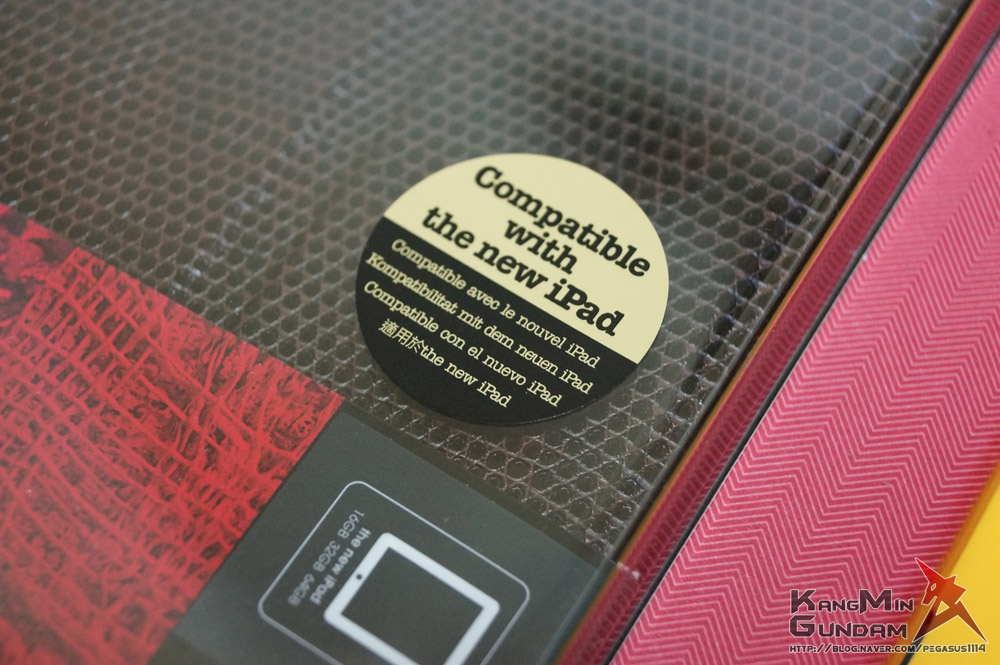 Compatible
with
the new iPad
Compatible avec le nouvel iPad
Kompatibilitat mit dem neuen iPad
Compatible con el nuevo iPad
適用於the new iPad
the new iPad
16GB 32GB 64GB
KANGMIN
GUNDAM
HTTP://BLOG.NAVER.COM/PEGASUS1114